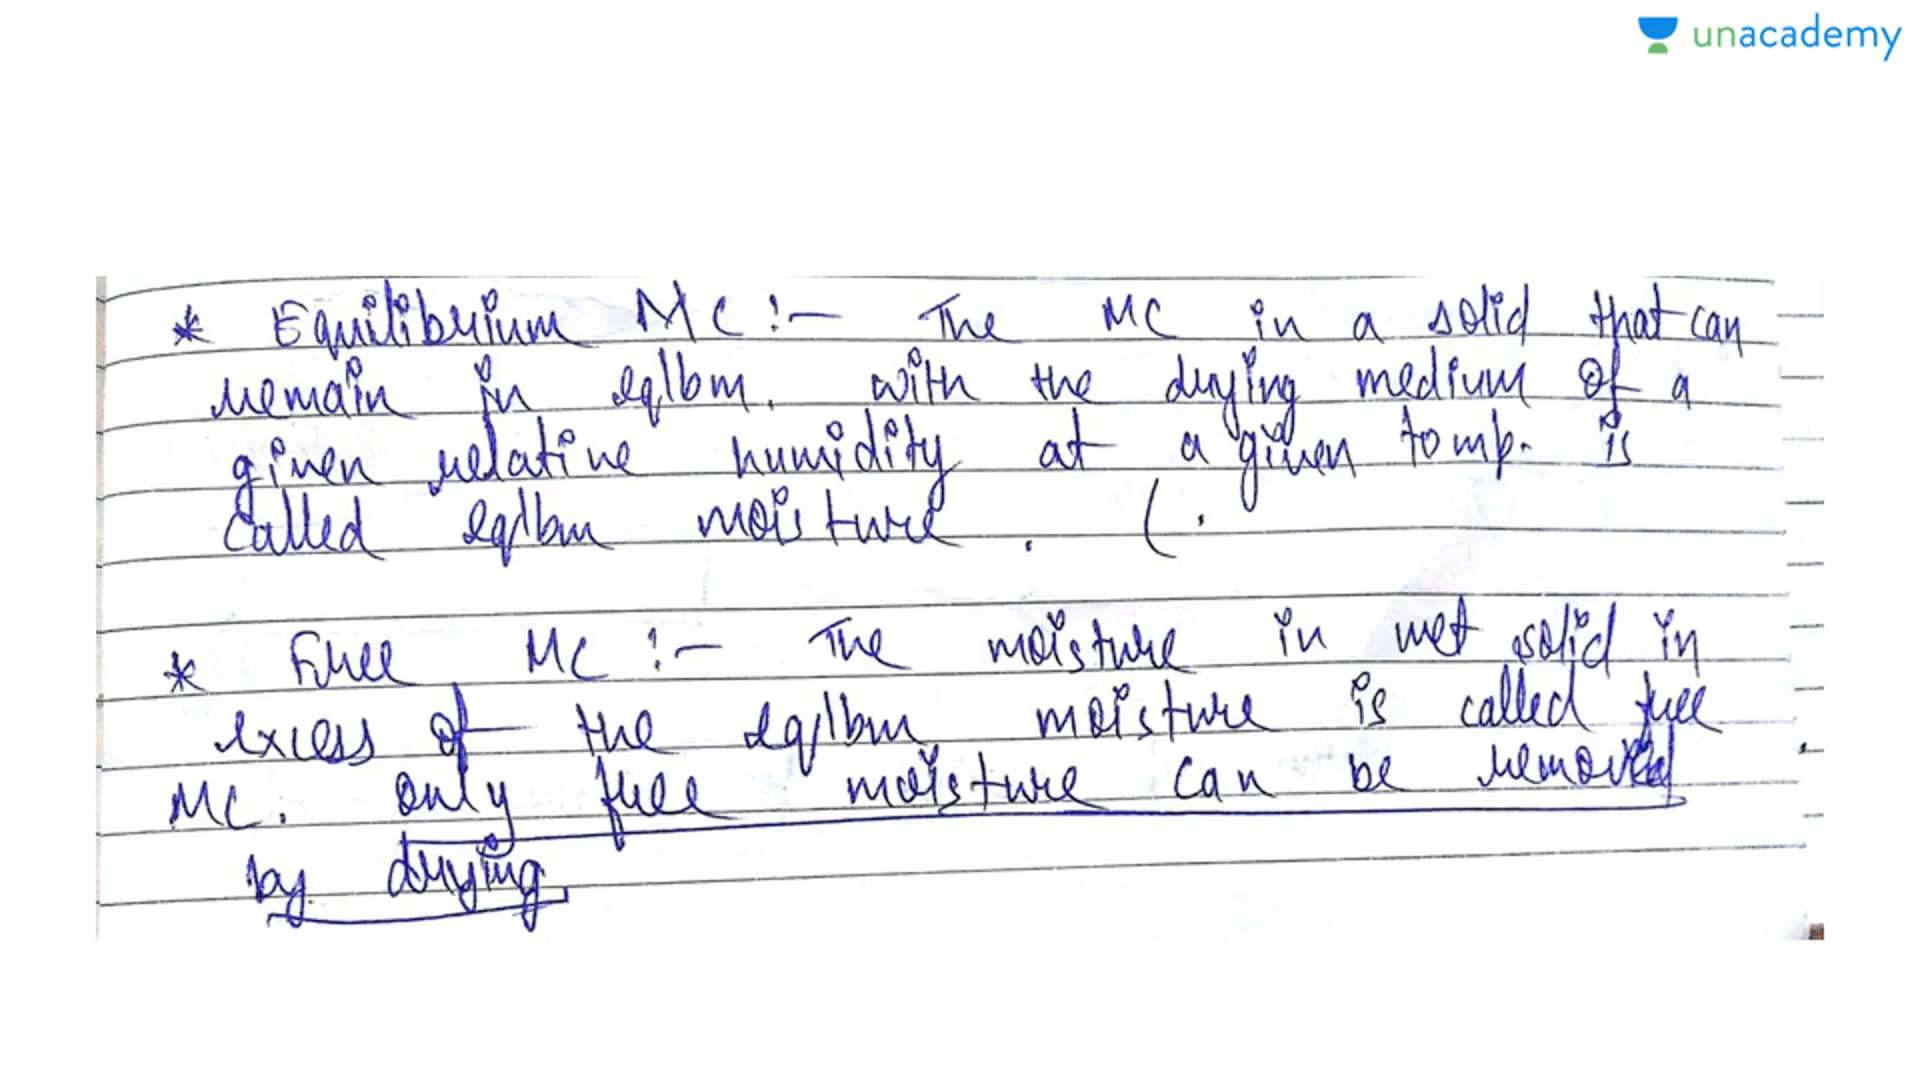 unacademy
* Equilibrium MC :- The MC in a solid that can
remain in eqlbm. with the drying medium of a
given relative humidity at a given temp. is
called eqlbm moisture . (.
* Free MC :- The moisture in wet solid in
excess of the eqlbm moisture is called free
MC. only free moisture can be removed
by drying